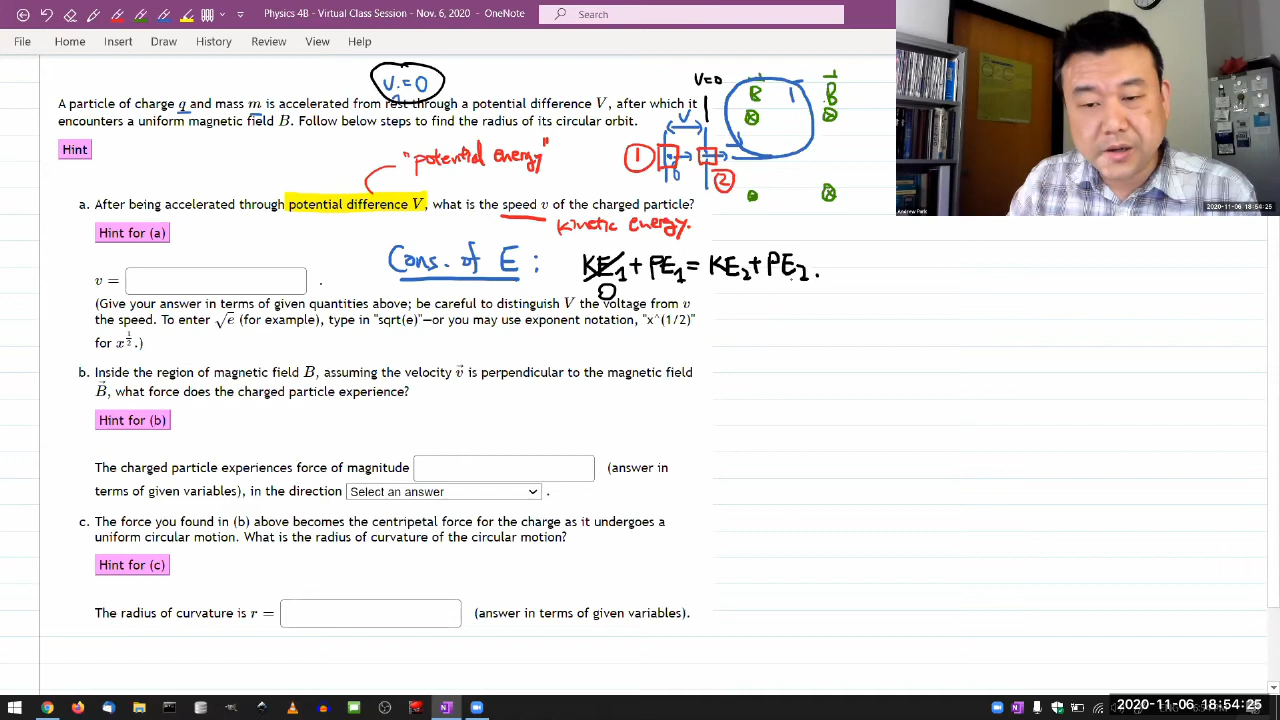 Physics 4B - Virtual Class Session - Nov. 6, 2020 - OneNote
Search
File Home Insert Draw History Review View Help
V.=0
V=0
B
B
A particle of charge q and mass m is accelerated from rest through a potential difference V, after which it
encounters a uniform magnetic field B. Follow below steps to find the radius of its circular orbit.
V
Hint
"potential energy"
1
2
a. After being accelerated through potential difference V, what is the speed v of the charged particle?
kinetic energy.
Hint for (a)
Cons. of E : KE1 + PE1 = KE2 + PE2.
0
v = .
(Give your answer in terms of given quantities above; be careful to distinguish V the voltage from v
the speed. To enter √e (for example), type in "sqrt(e)"—or you may use exponent notation, "x^(1/2)"
for x^1/2.)
b. Inside the region of magnetic field B, assuming the velocity v⃗ is perpendicular to the magnetic field
B⃗, what force does the charged particle experience?
Hint for (b)
The charged particle experiences force of magnitude (answer in
terms of given variables), in the direction Select an answer .
c. The force you found in (b) above becomes the centripetal force for the charge as it undergoes a
uniform circular motion. What is the radius of curvature of the circular motion?
Hint for (c)
The radius of curvature is r = (answer in terms of given variables).
Andrew Park
2020-11-06 18:54:25
2020-11-06 18:54:25